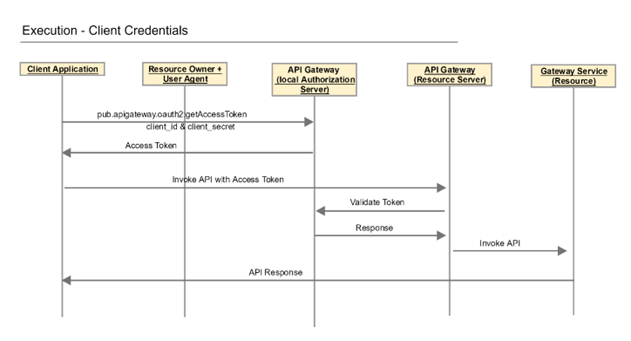 Execution - Client Credentials
Client Application
Resource Owner +
User Agent
API Gateway
(local Authorization
Server)
API Gateway
(Resource Server)
Gateway Service
(Resource)
pub.apigateway.oauth2:getAccessToken
client_id & client_secret
Access Token
Invoke API with Access Token
Validate Token
Response
Invoke API
API Response